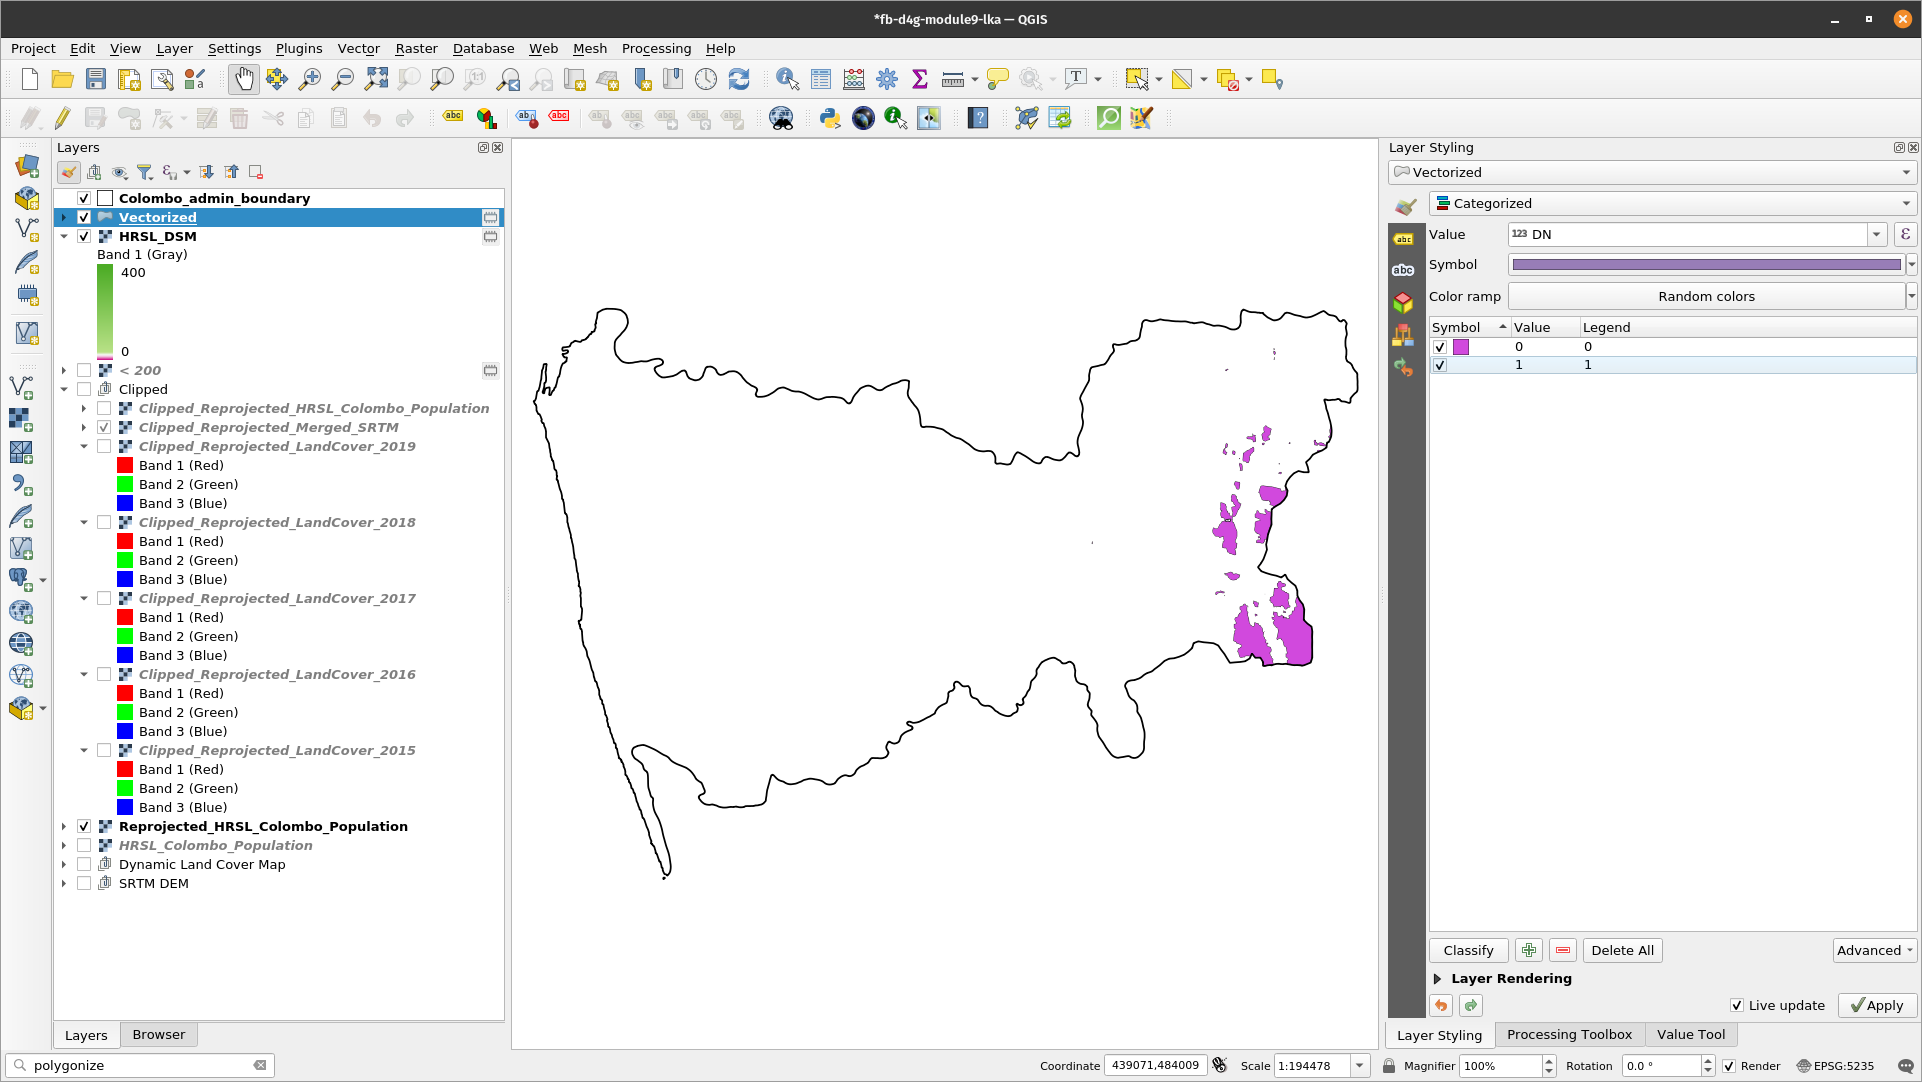 *fb-d4g-module9-lka — QGIS
Project Edit View Layer Settings Plugins Vector Raster Database Web Mesh Processing Help
Layers
Colombo_admin_boundary
Vectorized
HRSL_DSM
Band 1 (Gray)
400
0
< 200
Clipped
Clipped_Reprojected_HRSL_Colombo_Population
Clipped_Reprojected_Merged_SRTM
Clipped_Reprojected_LandCover_2019
Band 1 (Red)
Band 2 (Green)
Band 3 (Blue)
Clipped_Reprojected_LandCover_2018
Band 1 (Red)
Band 2 (Green)
Band 3 (Blue)
Clipped_Reprojected_LandCover_2017
Band 1 (Red)
Band 2 (Green)
Band 3 (Blue)
Clipped_Reprojected_LandCover_2016
Band 1 (Red)
Band 2 (Green)
Band 3 (Blue)
Clipped_Reprojected_LandCover_2015
Band 1 (Red)
Band 2 (Green)
Band 3 (Blue)
Reprojected_HRSL_Colombo_Population
HRSL_Colombo_Population
Dynamic Land Cover Map
SRTM DEM
Layers Browser
Layer Styling
Vectorized
Categorized
Value 123 DN ε
Symbol
Color ramp Random colors
Symbol Value Legend
0 0
1 1
Classify Delete All Advanced
Layer Rendering
Live update Apply
Layer Styling Processing Toolbox Value Tool
polygonize Coordinate 439071,484009 Scale 1:194478 Magnifier 100% Rotation 0.0 ° Render EPSG:5235